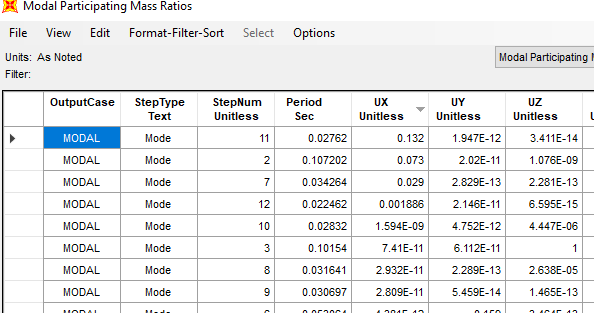 Modal Participating Mass Ratios
File View Edit Format-Filter-Sort Select Options
Units: As Noted
Modal Participating
Filter:
OutputCase StepType Text StepNum Unitless Period Sec UX Unitless UY Unitless UZ Unitless
MODAL Mode 11 0.02762 0.132 1.947E-12 3.411E-14
MODAL Mode 2 0.107202 0.073 2.02E-11 1.076E-09
MODAL Mode 7 0.034264 0.029 2.829E-13 2.281E-13
MODAL Mode 12 0.022462 0.001886 2.146E-11 6.595E-15
MODAL Mode 10 0.02832 1.594E-09 4.752E-12 4.447E-06
MODAL Mode 3 0.10154 7.41E-11 6.112E-11 1
MODAL Mode 8 0.031641 2.932E-11 2.289E-13 2.638E-05
MODAL Mode 9 0.030697 2.809E-11 5.459E-14 1.465E-13